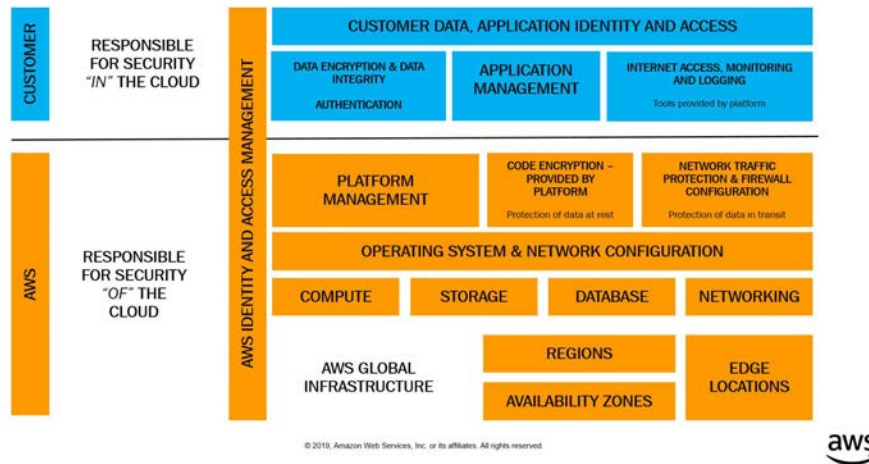 CUSTOMER
RESPONSIBLE
FOR SECURITY
"IN" THE CLOUD
AWS IDENTITY AND ACCESS MANAGEMENT
CUSTOMER DATA, APPLICATION IDENTITY AND ACCESS
DATA ENCRYPTION & DATA
INTEGRITY
AUTHENTICATION
APPLICATION
MANAGEMENT
INTERNET ACCESS, MONITORING
AND LOGGING
Tools provided by platform
AWS
RESPONSIBLE
FOR SECURITY
"OF" THE
CLOUD
PLATFORM
MANAGEMENT
CODE ENCRYPTION –
PROVIDED BY
PLATFORM
Protection of data at rest
NETWORK TRAFFIC
PROTECTION & FIREWALL
CONFIGURATION
Protection of data in transit
OPERATING SYSTEM & NETWORK CONFIGURATION
COMPUTE
STORAGE
DATABASE
NETWORKING
AWS GLOBAL
INFRASTRUCTURE
REGIONS
AVAILABILITY ZONES
EDGE
LOCATIONS
© 2019, Amazon Web Services, Inc. or its affiliates. All rights reserved.
aws